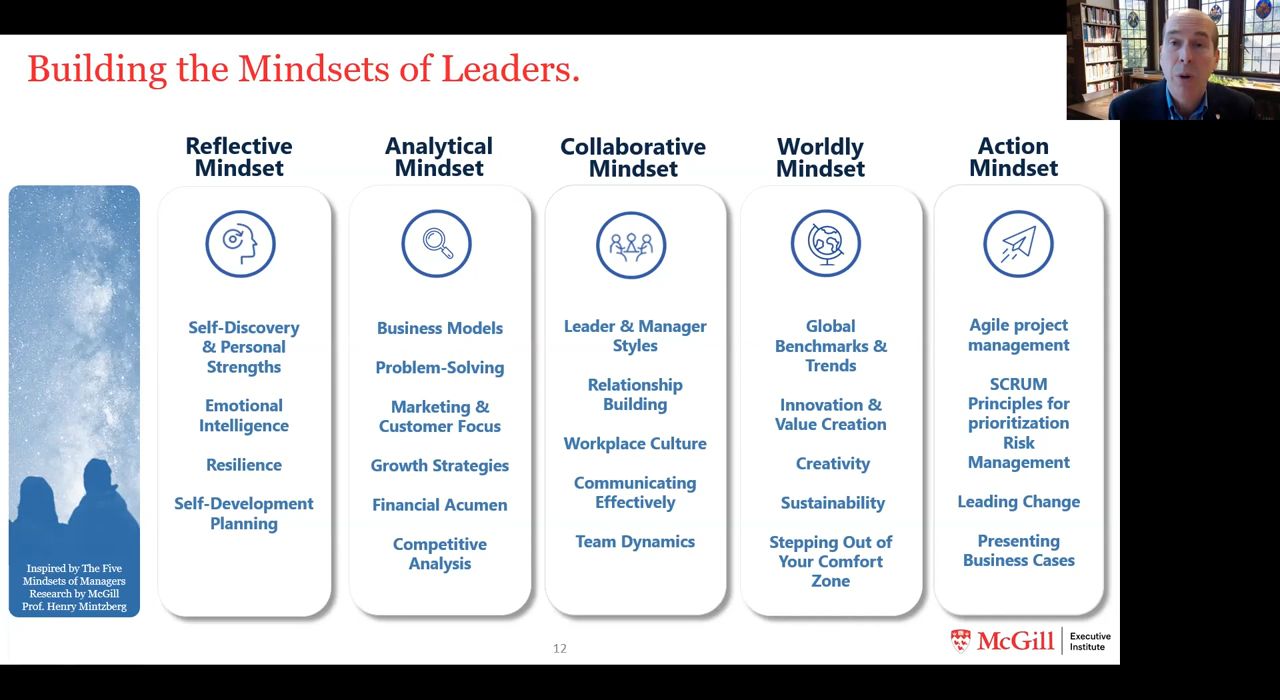 Building the Mindsets of Leaders.
Reflective
Mindset
Self-Discovery
& Personal
Strengths
Emotional
Intelligence
Resilience
Self-Development
Planning
Analytical
Mindset
Business Models
Problem-Solving
Marketing &
Customer Focus
Growth Strategies
Financial Acumen
Competitive
Analysis
Collaborative
Mindset
Leader & Manager
Styles
Relationship
Building
Workplace Culture
Communicating
Effectively
Team Dynamics
Worldly
Mindset
Global
Benchmarks &
Trends
Innovation &
Value Creation
Creativity
Sustainability
Stepping Out of
Your Comfort
Zone
Action
Mindset
Agile project
management
SCRUM
Principles for
prioritization
Risk
Management
Leading Change
Presenting
Business Cases
Inspired by The Five
Mindsets of Managers
Research by McGill
Prof. Henry Mintzberg
12
McGill
Executive
Institute